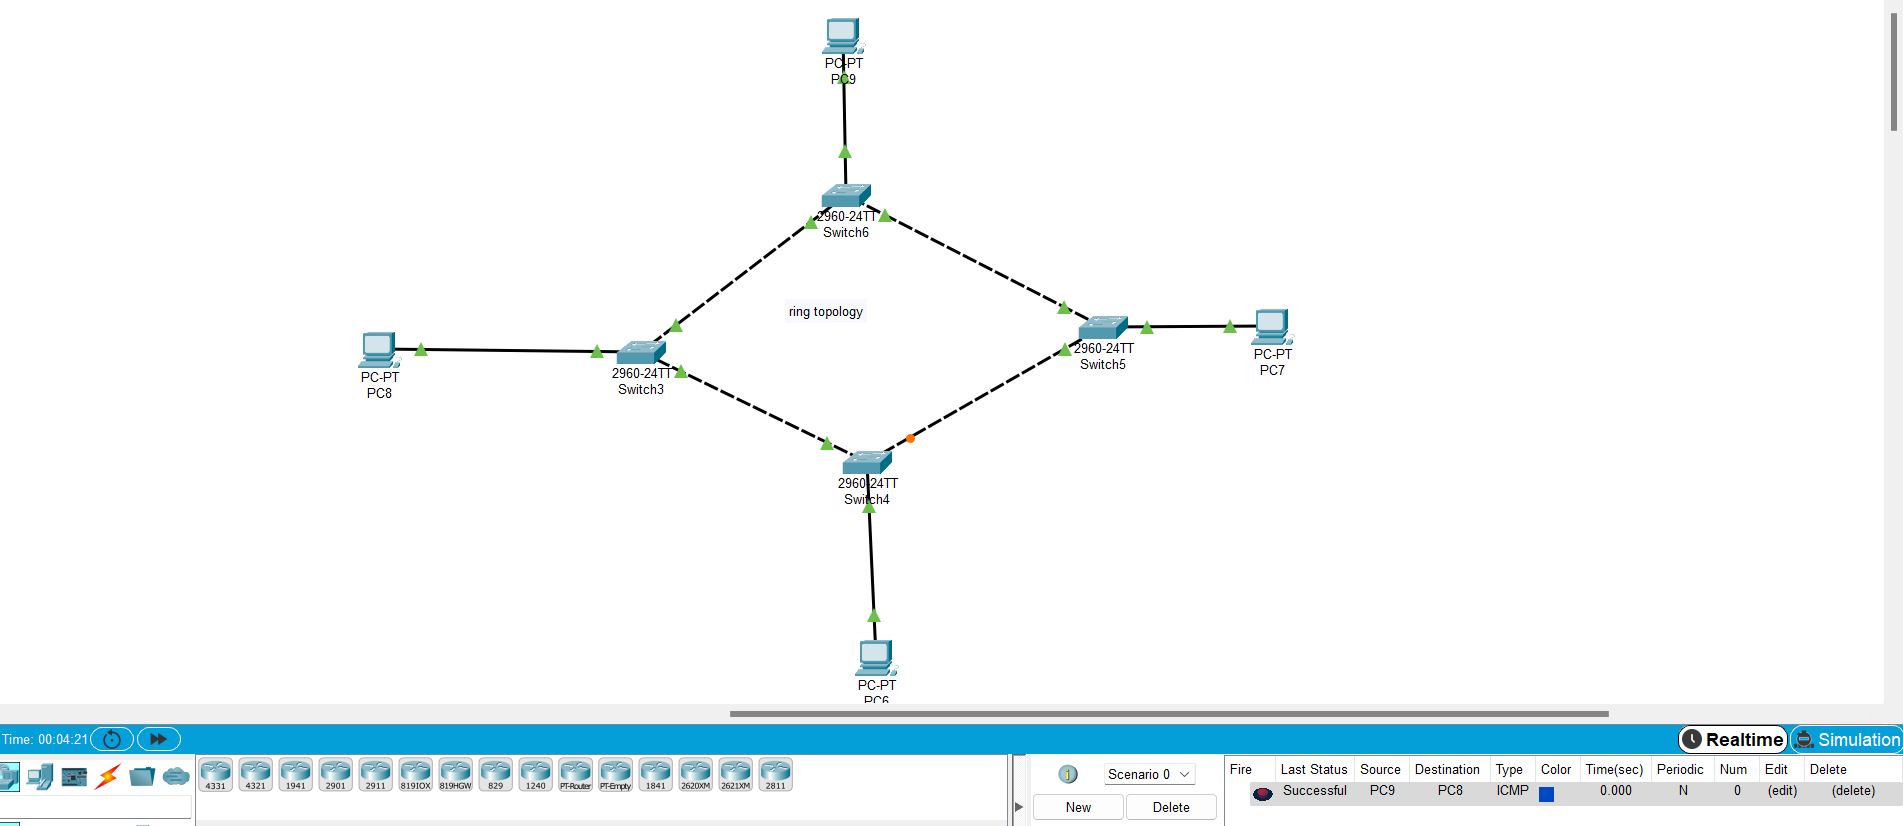 PC-PT
PC9
2960-24TT
Switch6
ring topology
2960-24TT
Switch5
PC-PT
PC7
PC-PT
PC8
2960-24TT
Switch3
2960-24TT
Switch4
PC-PT
PC6
Time: 00:04:21
Realtime
Simulation
4331
4321
1941
2901
2911
819IOX
819HGW
829
1240
PT-Router
PT-Empty
1841
2620XM
2621XM
2811
Scenario 0
New
Delete
Fire Last Status Source Destination Type Color Time(sec) Periodic Num Edit Delete
Successful PC9 PC8 ICMP 0.000 N 0 (edit) (delete)